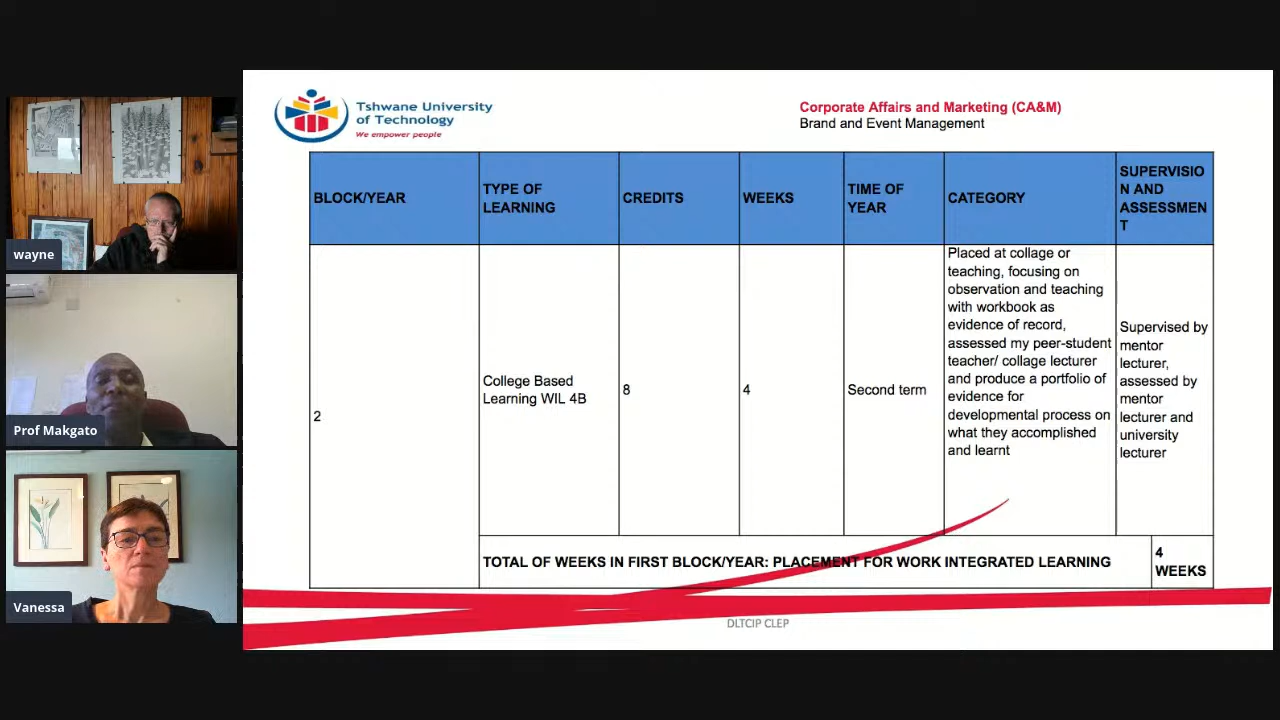 wayne
Prof Makgato
Vanessa
Tshwane University
of Technology
We empower people
Corporate Affairs and Marketing (CA&M)
Brand and Event Management
BLOCK/YEAR
TYPE OF
LEARNING
CREDITS
WEEKS
TIME OF
YEAR
CATEGORY
SUPERVISIO
N AND
ASSESSMEN
T
2
College Based
Learning WIL 4B
8
4
Second term
Placed at collage or
teaching, focusing on
observation and teaching
with workbook as
evidence of record,
assessed my peer-student
teacher/ collage lecturer
and produce a portfolio of
evidence for
developmental process on
what they accomplished
and learnt
Supervised by
mentor
lecturer,
assessed by
mentor
lecturer and
university
lecturer
TOTAL OF WEEKS IN FIRST BLOCK/YEAR: PLACEMENT FOR WORK INTEGRATED LEARNING
4
WEEKS
DLTCIP CLEP